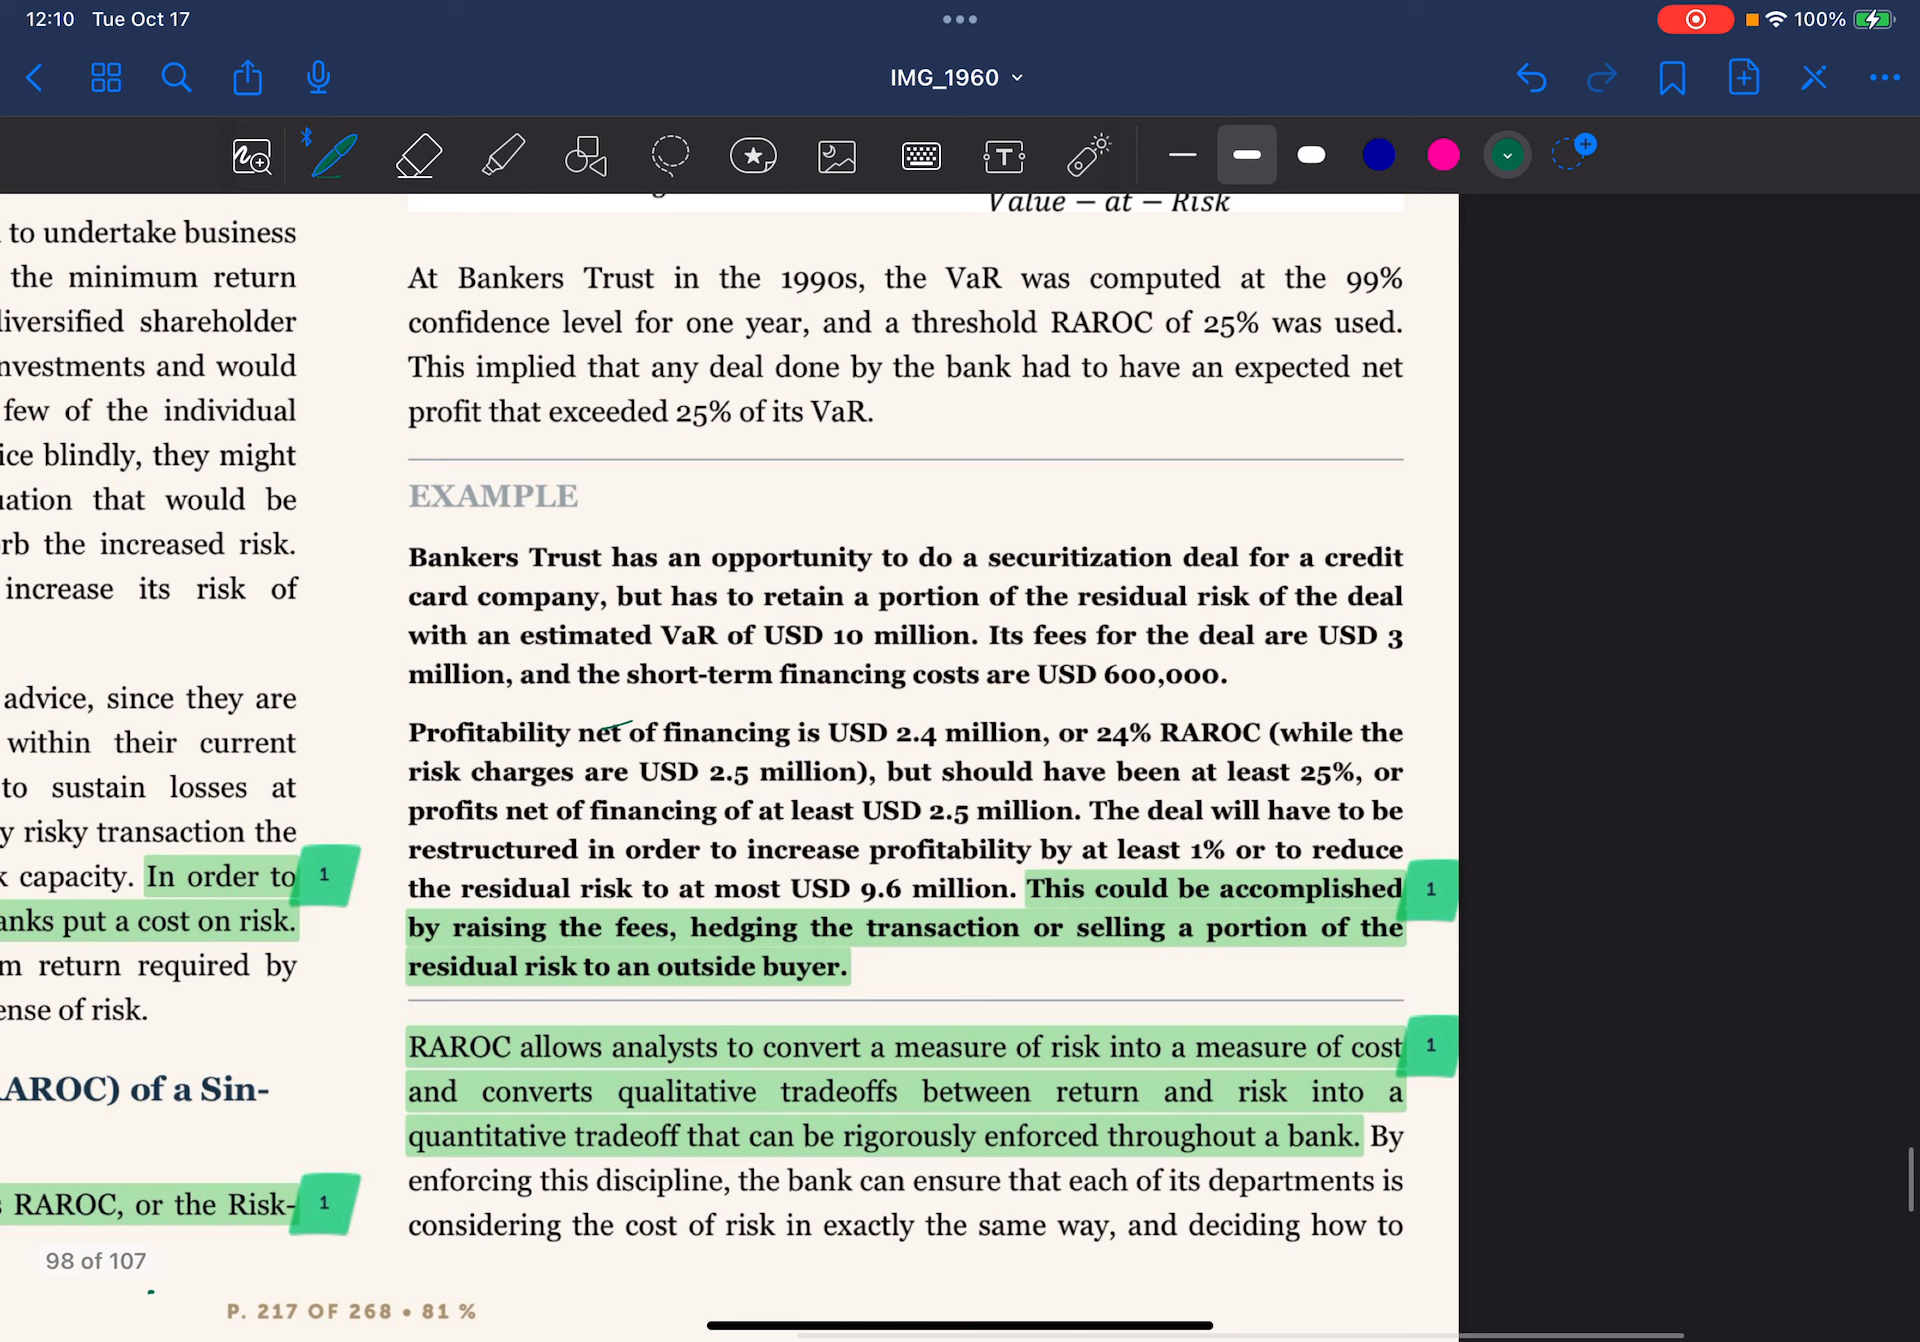 12:10 Tue Oct 17
100%
IMG_1960
to undertake business
the minimum return
diversified shareholder
nvestments and would
few of the individual
ice blindly, they might
uation that would be
rb the increased risk.
increase its risk of
advice, since they are
within their current
to sustain losses at
y risky transaction the
k capacity. In order to
1
anks put a cost on risk.
m return required by
ense of risk.
AROC) of a Sin-
s RAROC, or the Risk-
1
98 of 107
P. 217 OF 268 • 81 %
Value − at − Risk
At Bankers Trust in the 1990s, the VaR was computed at the 99%
confidence level for one year, and a threshold RAROC of 25% was used.
This implied that any deal done by the bank had to have an expected net
profit that exceeded 25% of its VaR.
EXAMPLE
Bankers Trust has an opportunity to do a securitization deal for a credit
card company, but has to retain a portion of the residual risk of the deal
with an estimated VaR of USD 10 million. Its fees for the deal are USD 3
million, and the short-term financing costs are USD 600,000.
Profitability net of financing is USD 2.4 million, or 24% RAROC (while the
risk charges are USD 2.5 million), but should have been at least 25%, or
profits net of financing of at least USD 2.5 million. The deal will have to be
restructured in order to increase profitability by at least 1% or to reduce
the residual risk to at most USD 9.6 million. This could be accomplished
1
by raising the fees, hedging the transaction or selling a portion of the
residual risk to an outside buyer.
RAROC allows analysts to convert a measure of risk into a measure of cost
1
and converts qualitative tradeoffs between return and risk into a
quantitative tradeoff that can be rigorously enforced throughout a bank. By
enforcing this discipline, the bank can ensure that each of its departments is
considering the cost of risk in exactly the same way, and deciding how to